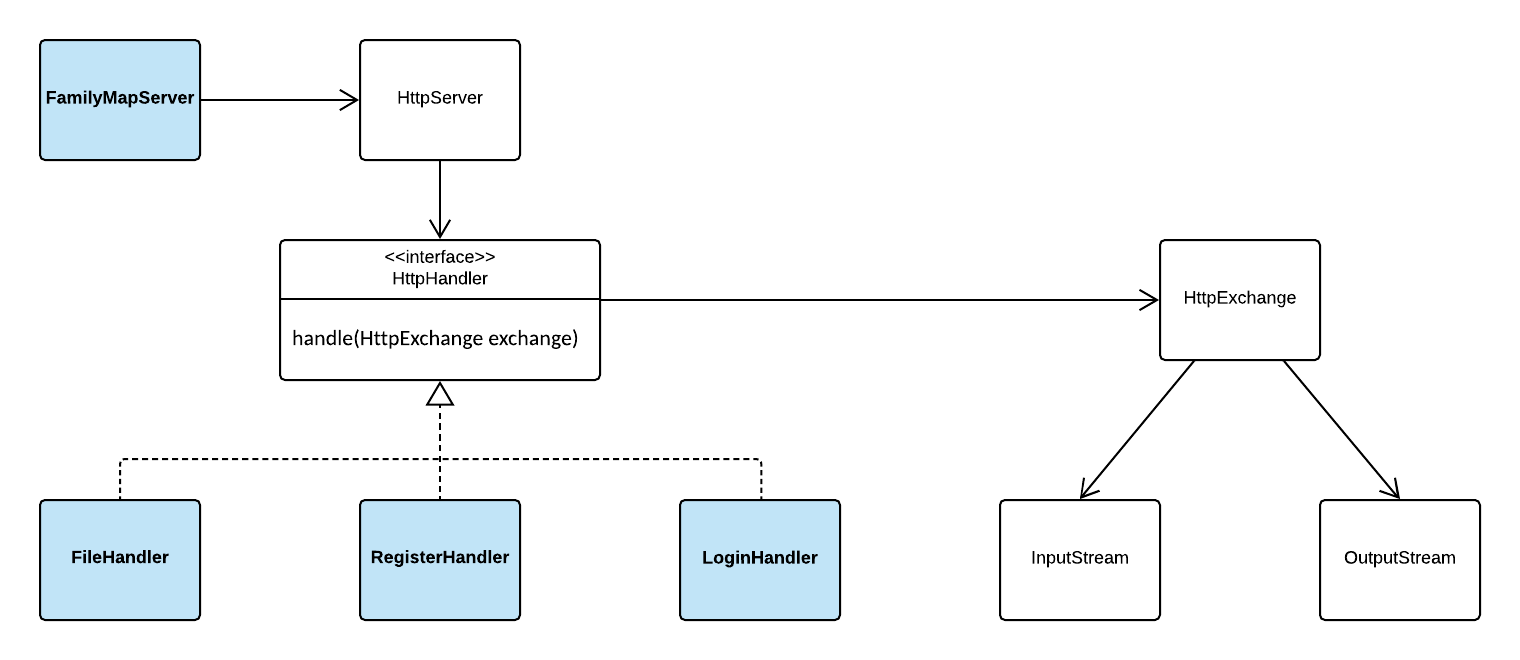 FamilyMapServer
HttpServer
<<interface>>
HttpHandler
handle(HttpExchange exchange)
HttpExchange
FileHandler
RegisterHandler
LoginHandler
InputStream
OutputStream